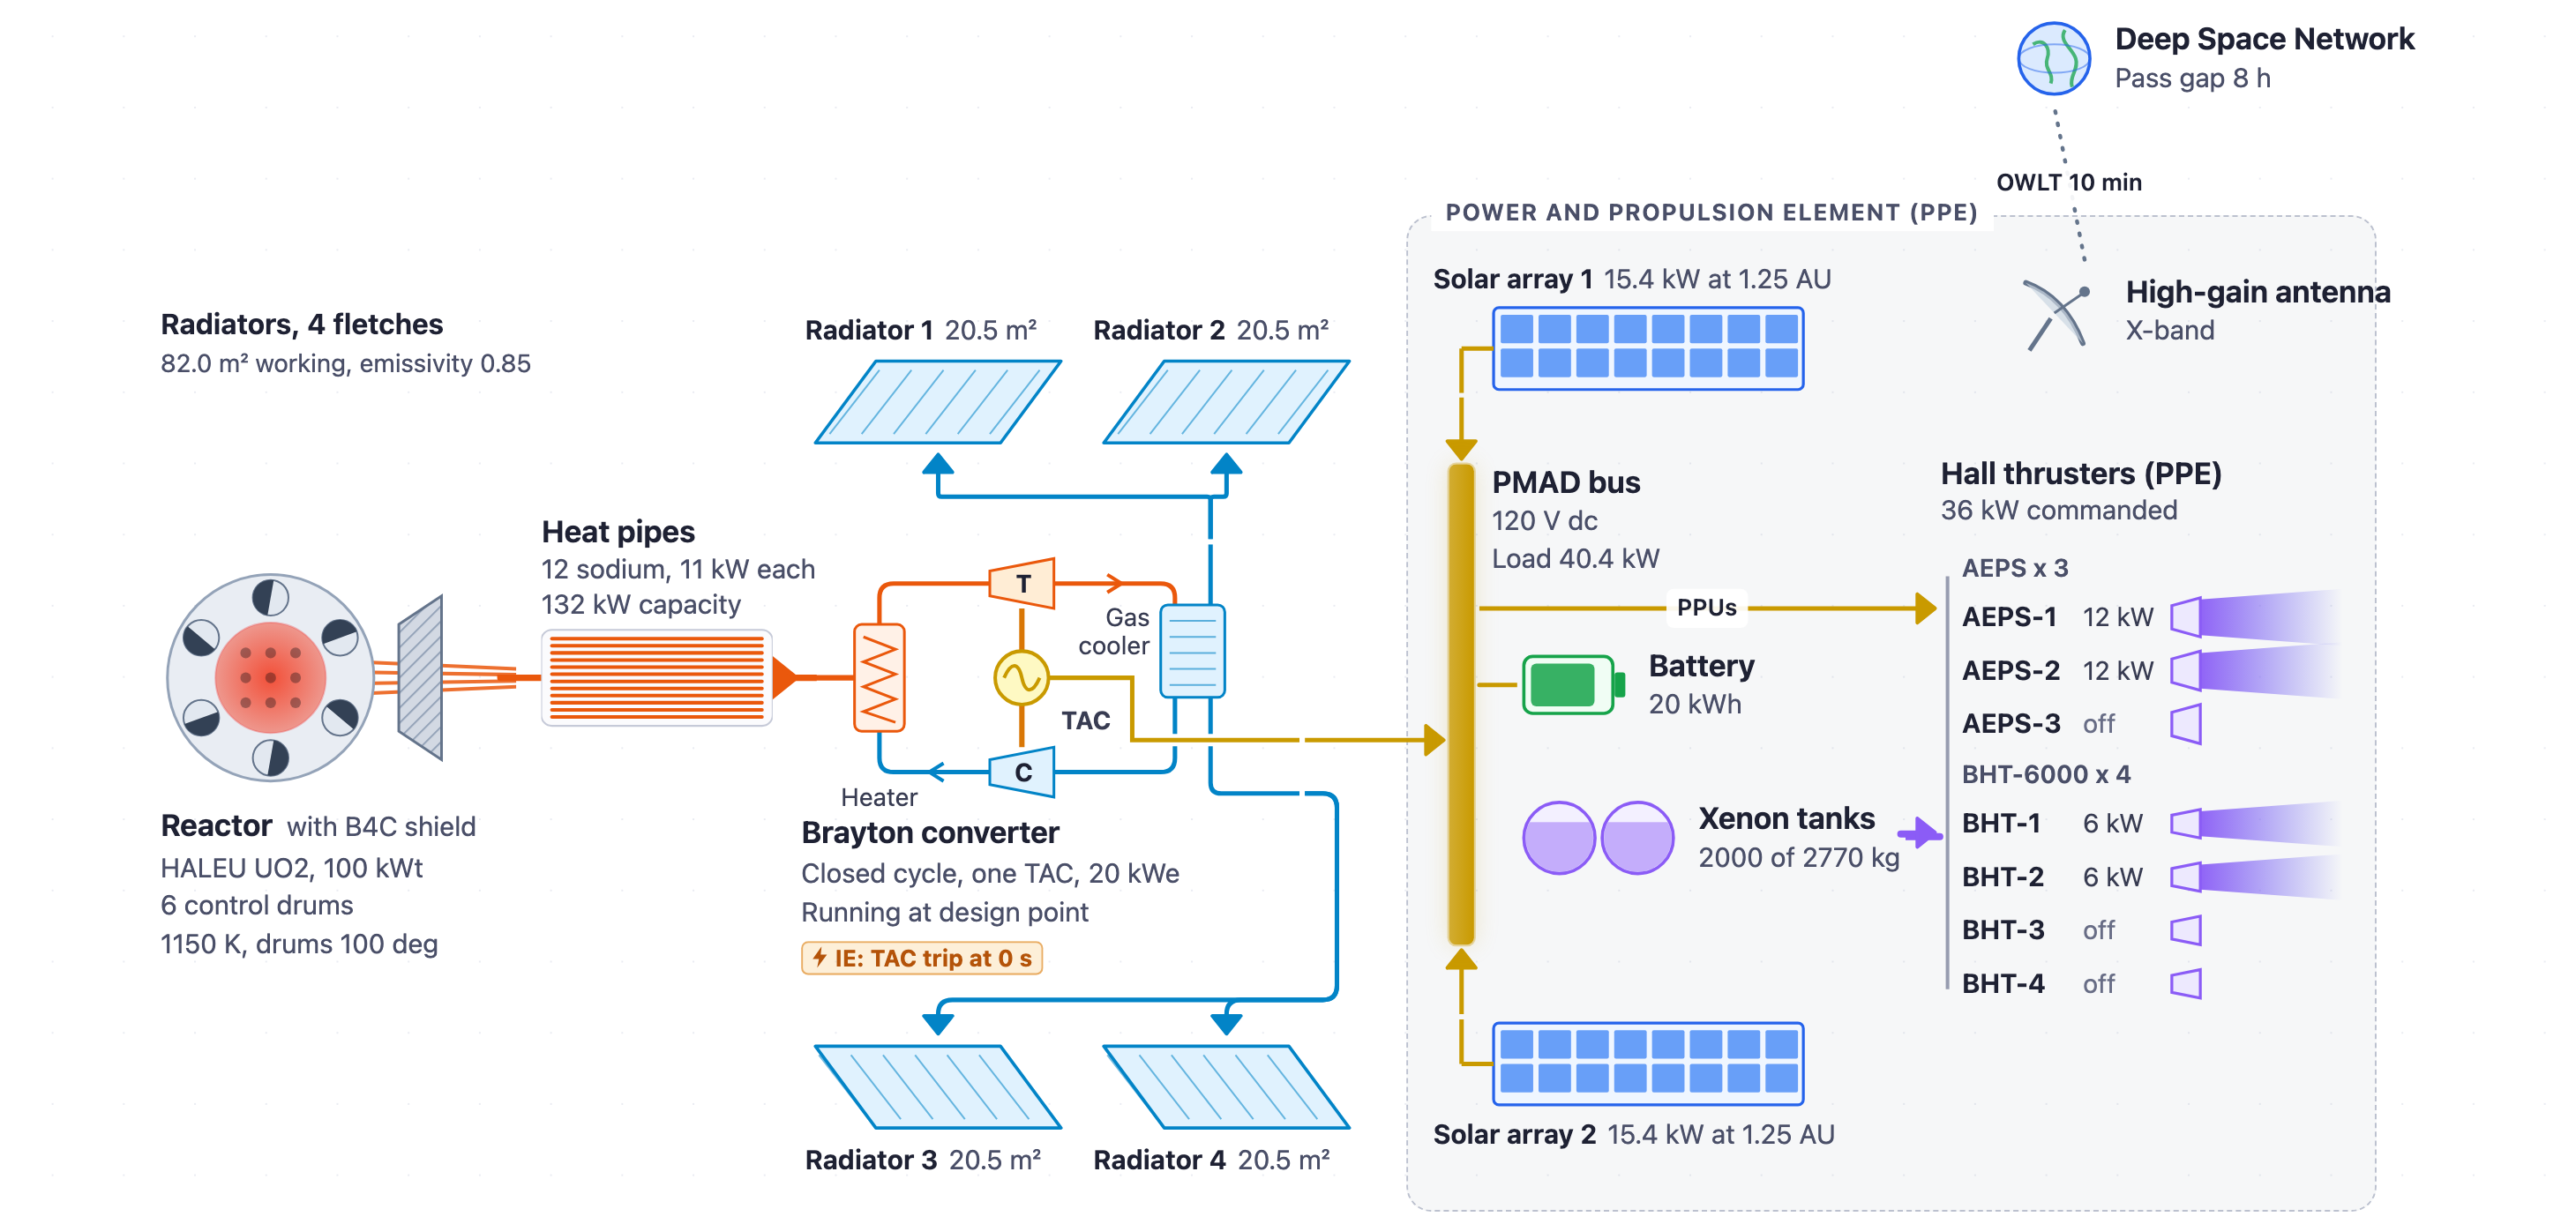 Deep Space Network
Pass gap 8 h
OWLT 10 min
POWER AND PROPULSION ELEMENT (PPE)
High-gain antenna
X-band
Radiators, 4 fletches
82.0 m² working, emissivity 0.85
Radiator 1 20.5 m²
Radiator 2 20.5 m²
Solar array 1 15.4 kW at 1.25 AU
Heat pipes
12 sodium, 11 kW each
132 kW capacity
T
Gas
cooler
TAC
C
Heater
Reactor with B4C shield
HALEU UO2, 100 kWt
6 control drums
1150 K, drums 100 deg
Brayton converter
Closed cycle, one TAC, 20 kWe
Running at design point
IE: TAC trip at 0 s
Radiator 3 20.5 m²
Radiator 4 20.5 m²
PMAD bus
120 V dc
Load 40.4 kW
PPUs
Battery
20 kWh
Xenon tanks
2000 of 2770 kg
Solar array 2 15.4 kW at 1.25 AU
Hall thrusters (PPE)
36 kW commanded
AEPS x 3
AEPS-1 12 kW
AEPS-2 12 kW
AEPS-3 off
BHT-6000 x 4
BHT-1 6 kW
BHT-2 6 kW
BHT-3 off
BHT-4 off